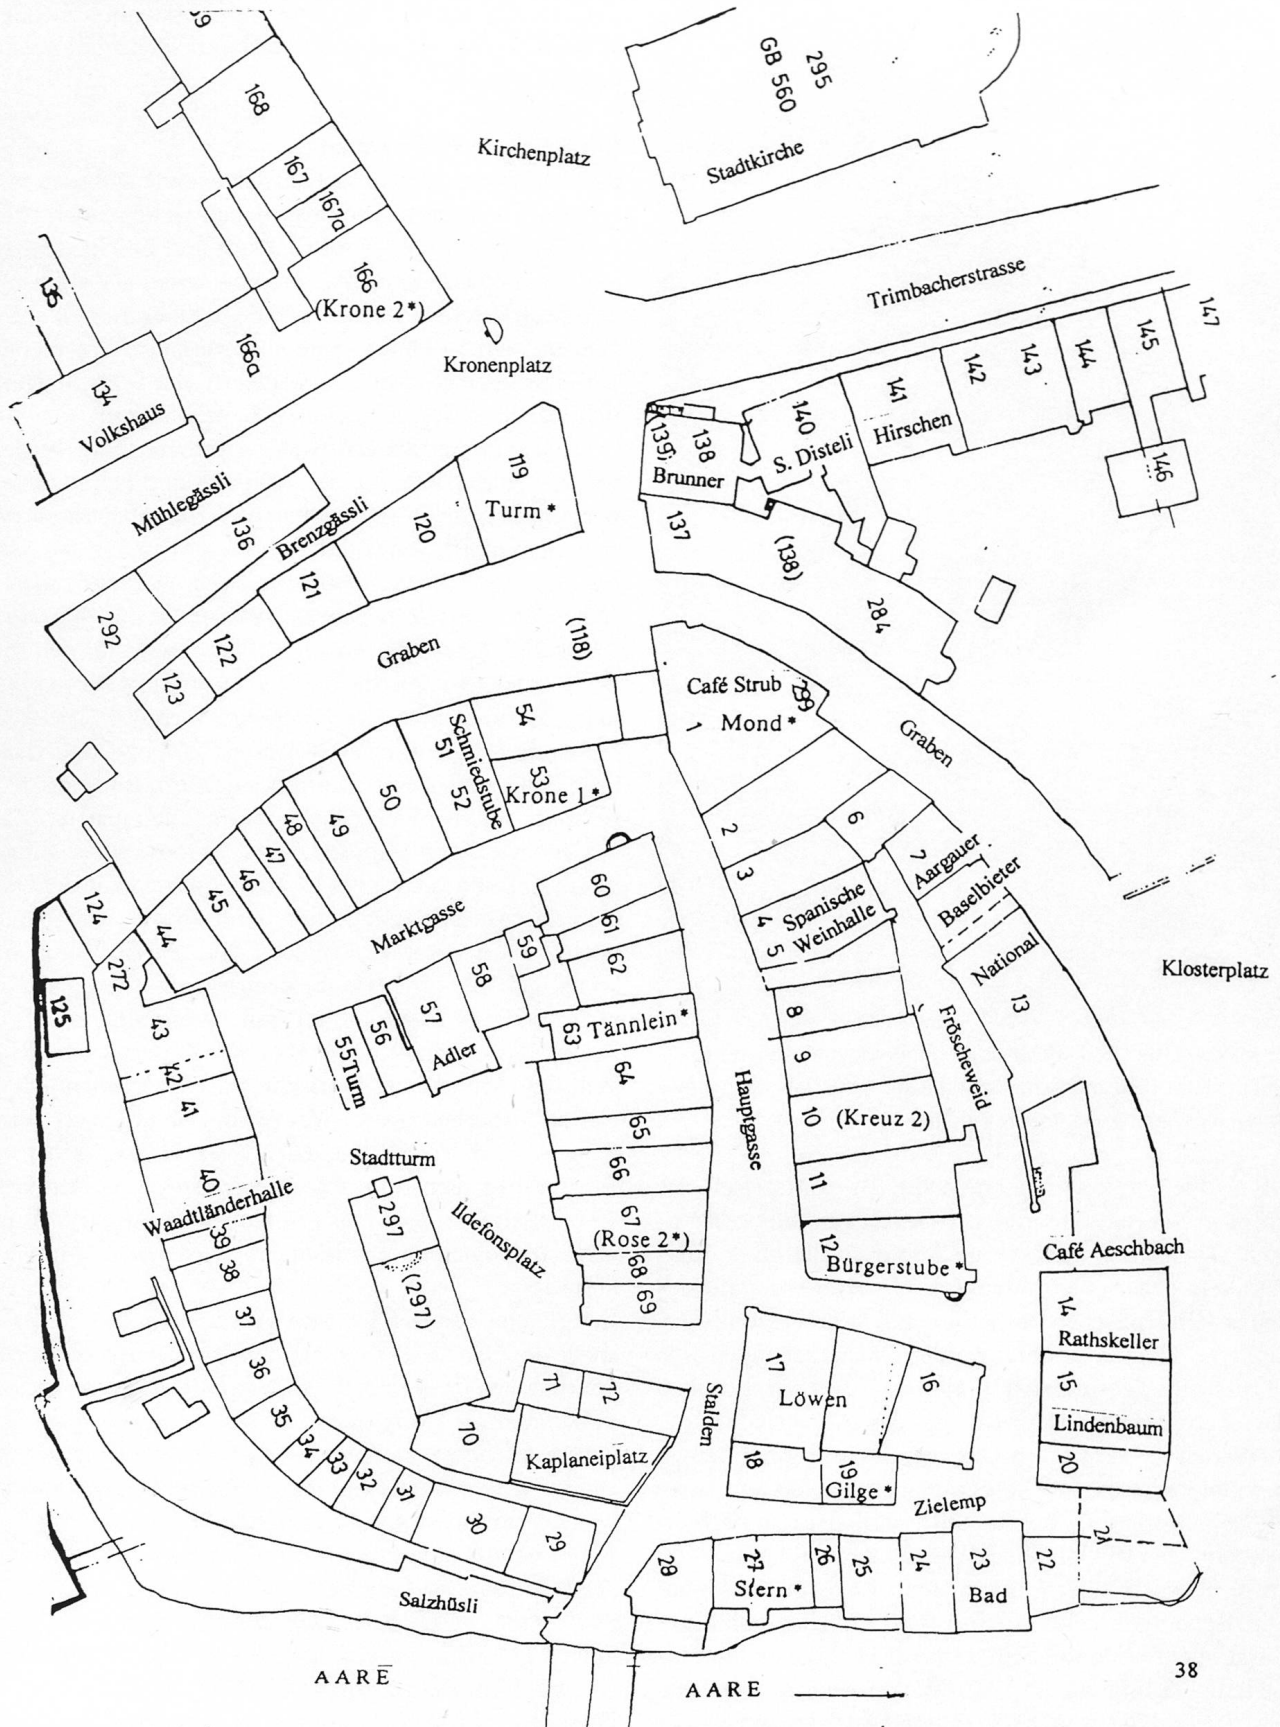 168
295
GB 560
Kirchenplatz
Stadtkirche
167
167a
166
(Krone 2*)
135
Trimbacherstrasse
147
166a
Kronenplatz
145
144
143
142
141
Hirschen
140
S. Disteli
134
Volkshaus
139
138
Brunner
146
Mühlegässli
136
Brenzgässli
119
Turm *
120
137
(138)
121
292
284
122
123
Graben
(118)
Café Strub
299
1 Mond *
Graben
54
Schmiedstube
51
52
53
Krone 1 *
50
49
48
47
46
45
44
2
3
6
7
Aargauer
Baselbieter
4
5
Spanische
Weinhalle
National
13
Klosterplatz
124
272
125
Marktgasse
60
61
62
59
58
57
Adler
56
55 Turm
63 Tännlein *
64
65
66
67
(Rose 2*)
68
69
43
42
41
40
Waadtländerhalle
39
38
37
36
35
34
33
32
31
30
29
8
9
10 (Kreuz 2)
11
12
Bürgerstube *
Fröscheweid
Hauptgasse
Stadtturm
297
(297)
Ildefonsplatz
Café Aeschbach
14
Rathskeller
15
Lindenbaum
20
17
Löwen
16
18
19
Gilge *
Stalden
71
72
70
Kaplaneiplatz
Zielemp
21
28
27
Stern *
26
25
24
23
Bad
22
Salzhüsli
AARE
AARE
38